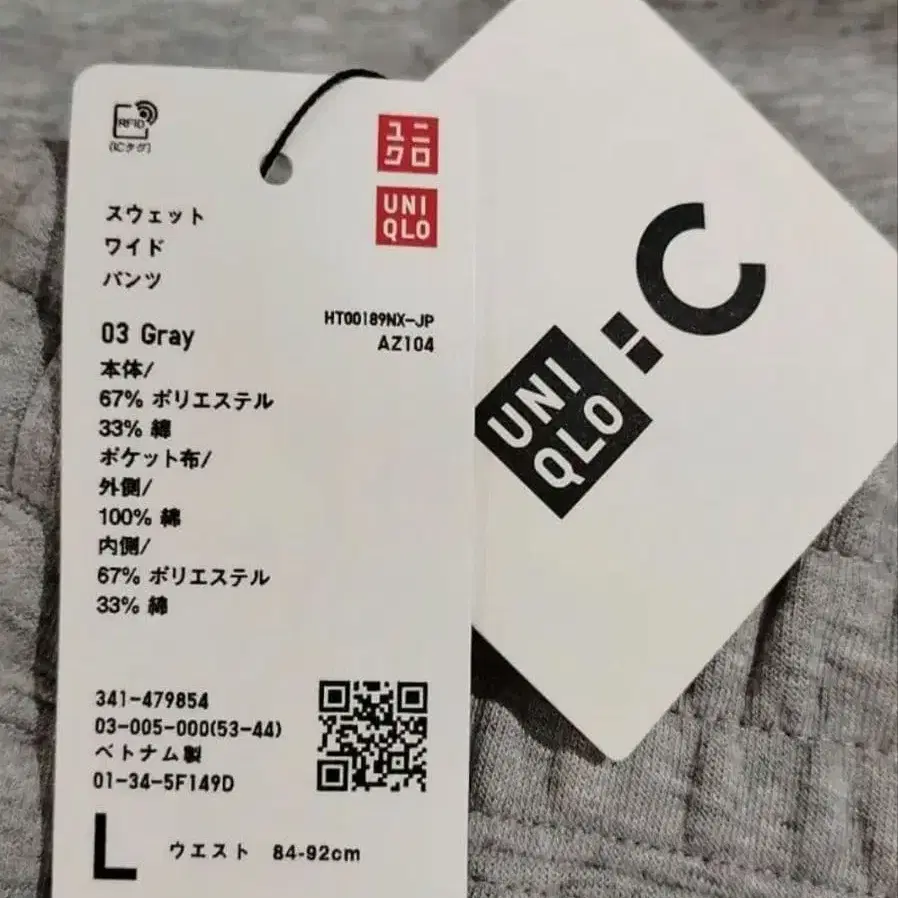 RFID
(ICタグ)
ユニ
クロ
UNI
QLO
スウェット
ワイド
パンツ
HT00189NX-JP
AZ104
03 Gray
本体/
67% ポリエステル
33% 綿
ポケット布/
外側/
100% 綿
内側/
67% ポリエステル
33% 綿
341-479854
03-005-000(53-44)
ベトナム製
01-34-5F149D
L ウエスト 84-92cm
UNI
QLO
:C